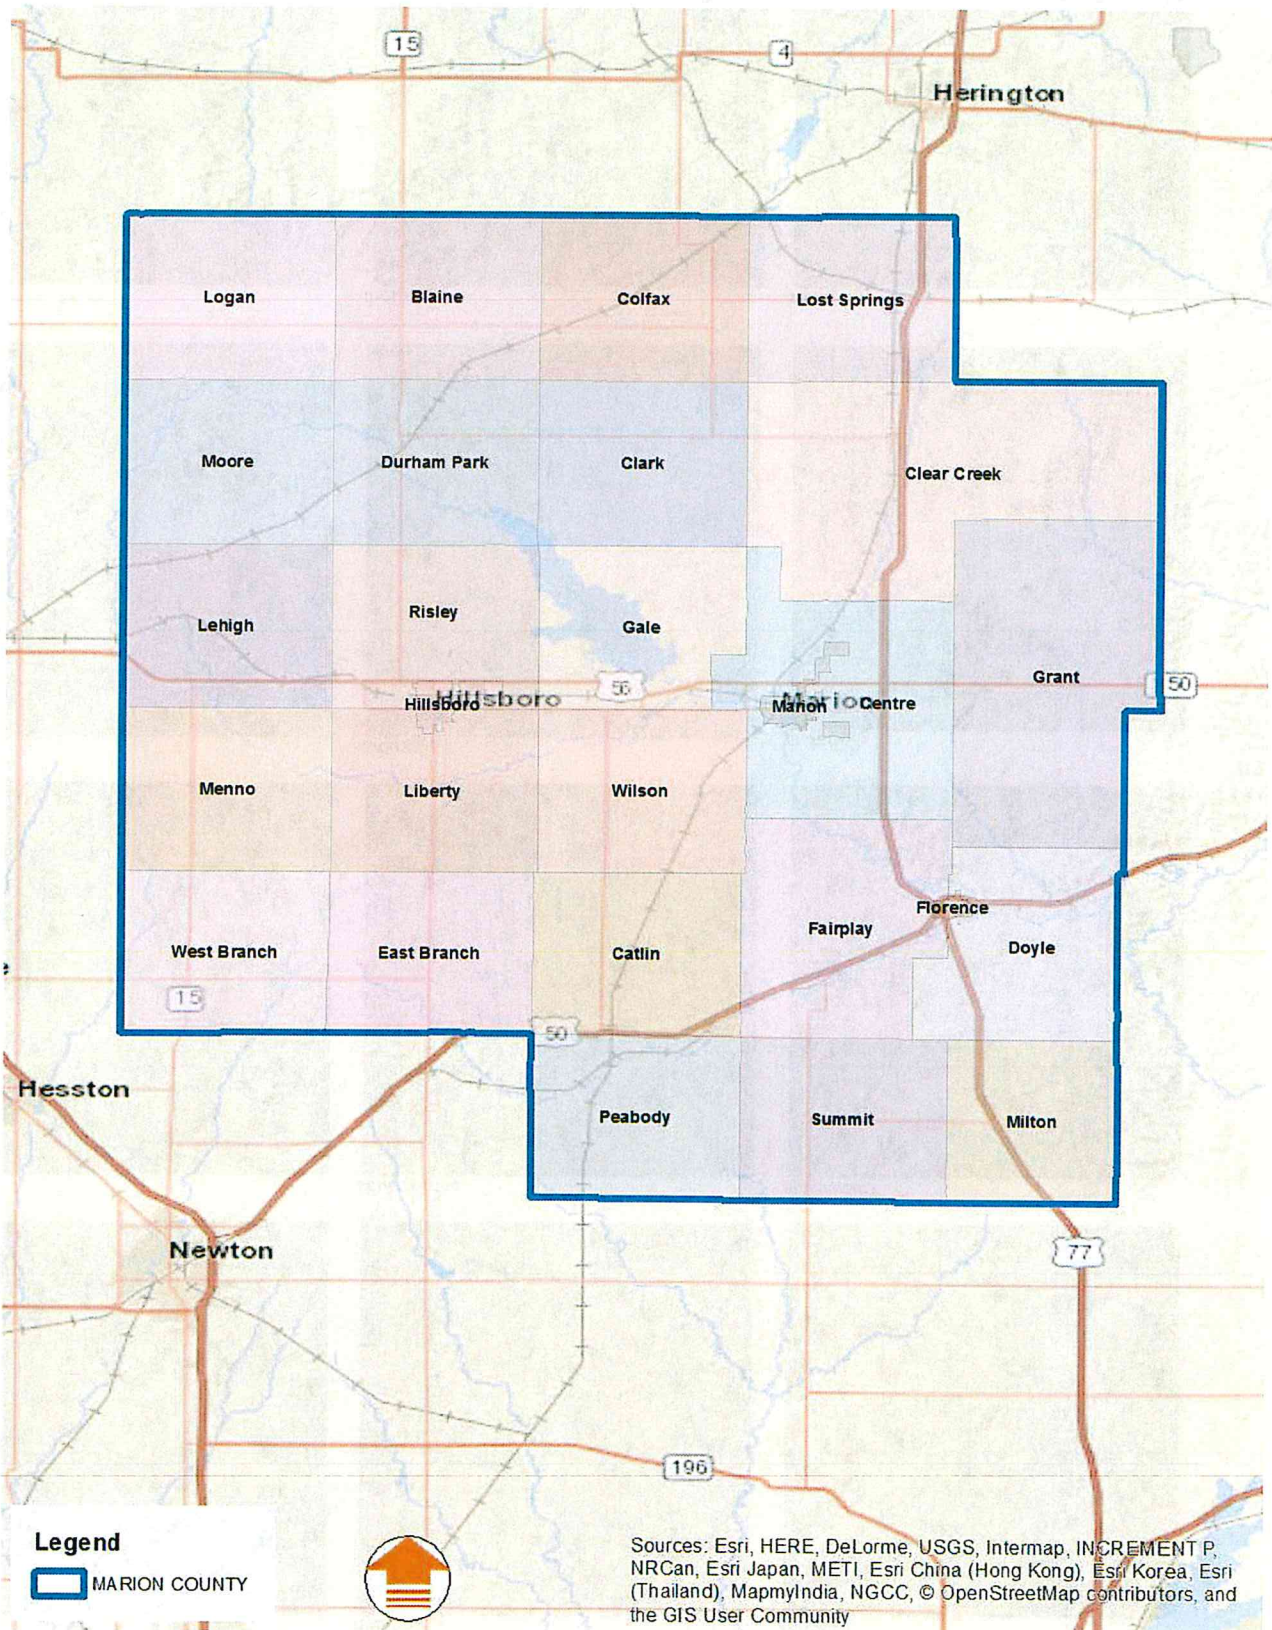 15
4
Herington
Logan
Blaine
Colfax
Lost Springs
Moore
Durham Park
Clark
Clear Creek
Lehigh
Risley
Gale
Grant
56
50
Hillsboro
Hillsboro
Marion
Marion
Centre
Menno
Liberty
Wilson
Florence
Fairplay
Doyle
West Branch
East Branch
Catlin
15
50
Hesston
Peabody
Summit
Milton
Newton
77
196
Legend
MARION COUNTY
Sources: Esri, HERE, DeLorme, USGS, Intermap, INCREMENT P,
NRCan, Esri Japan, METI, Esri China (Hong Kong), Esri Korea, Esri
(Thailand), MapmyIndia, NGCC, © OpenStreetMap contributors, and
the GIS User Community